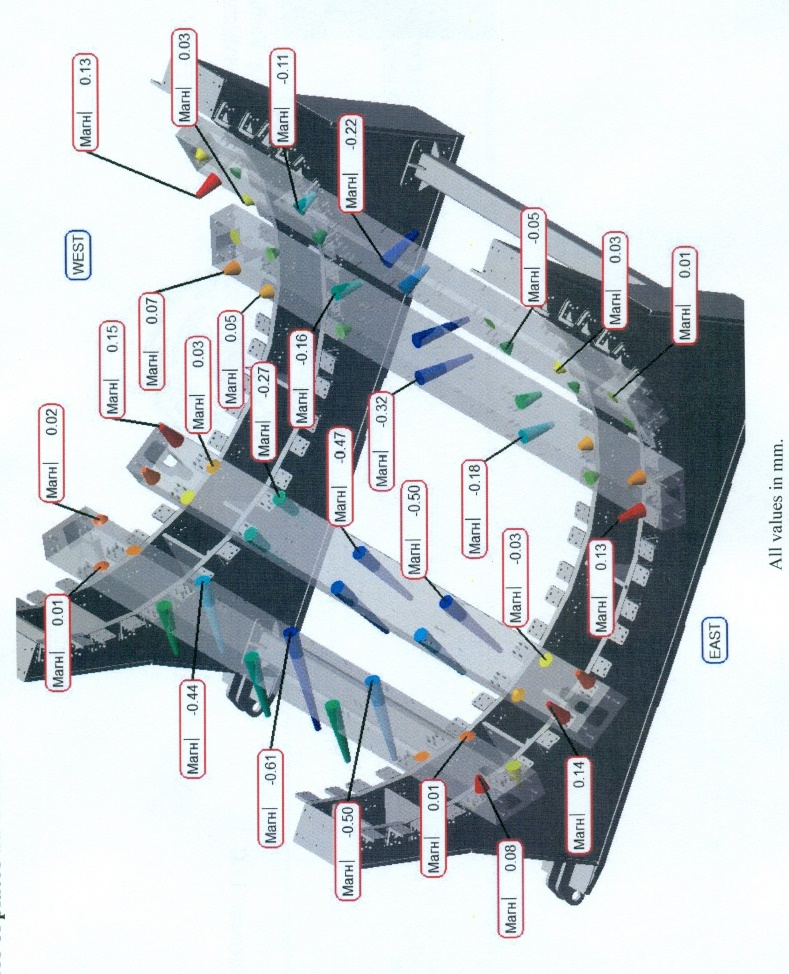 Магн| 0.13
Магн| 0.03
Магн| -0.11
Магн| -0.22
WEST
Магн| 0.07
Магн| 0.15
Магн| 0.05
Магн| 0.03
Магн| -0.16
Магн| -0.27
Магн| 0.02
Магн| -0.05
Магн| 0.03
Магн| 0.01
Магн| -0.32
Магн| -0.47
Магн| -0.18
Магн| -0.50
Магн| -0.03
Магн| 0.13
Магн| 0.01
Магн| -0.44
Магн| -0.61
Магн| -0.50
Магн| 0.01
Магн| 0.08
Магн| 0.14
EAST
All values in mm.